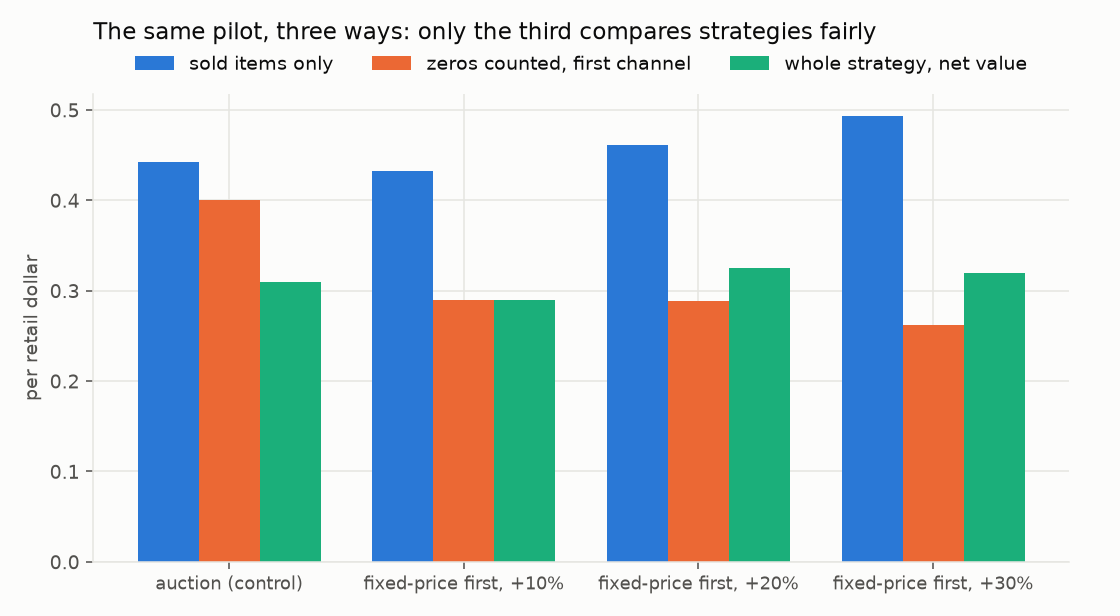 The same pilot, three ways: only the third compares strategies fairly
sold items only
zeros counted, first channel
whole strategy, net value
per retail dollar
0.5
0.4
0.3
0.2
0.1
0.0
auction (control)
fixed-price first, +10%
fixed-price first, +20%
fixed-price first, +30%